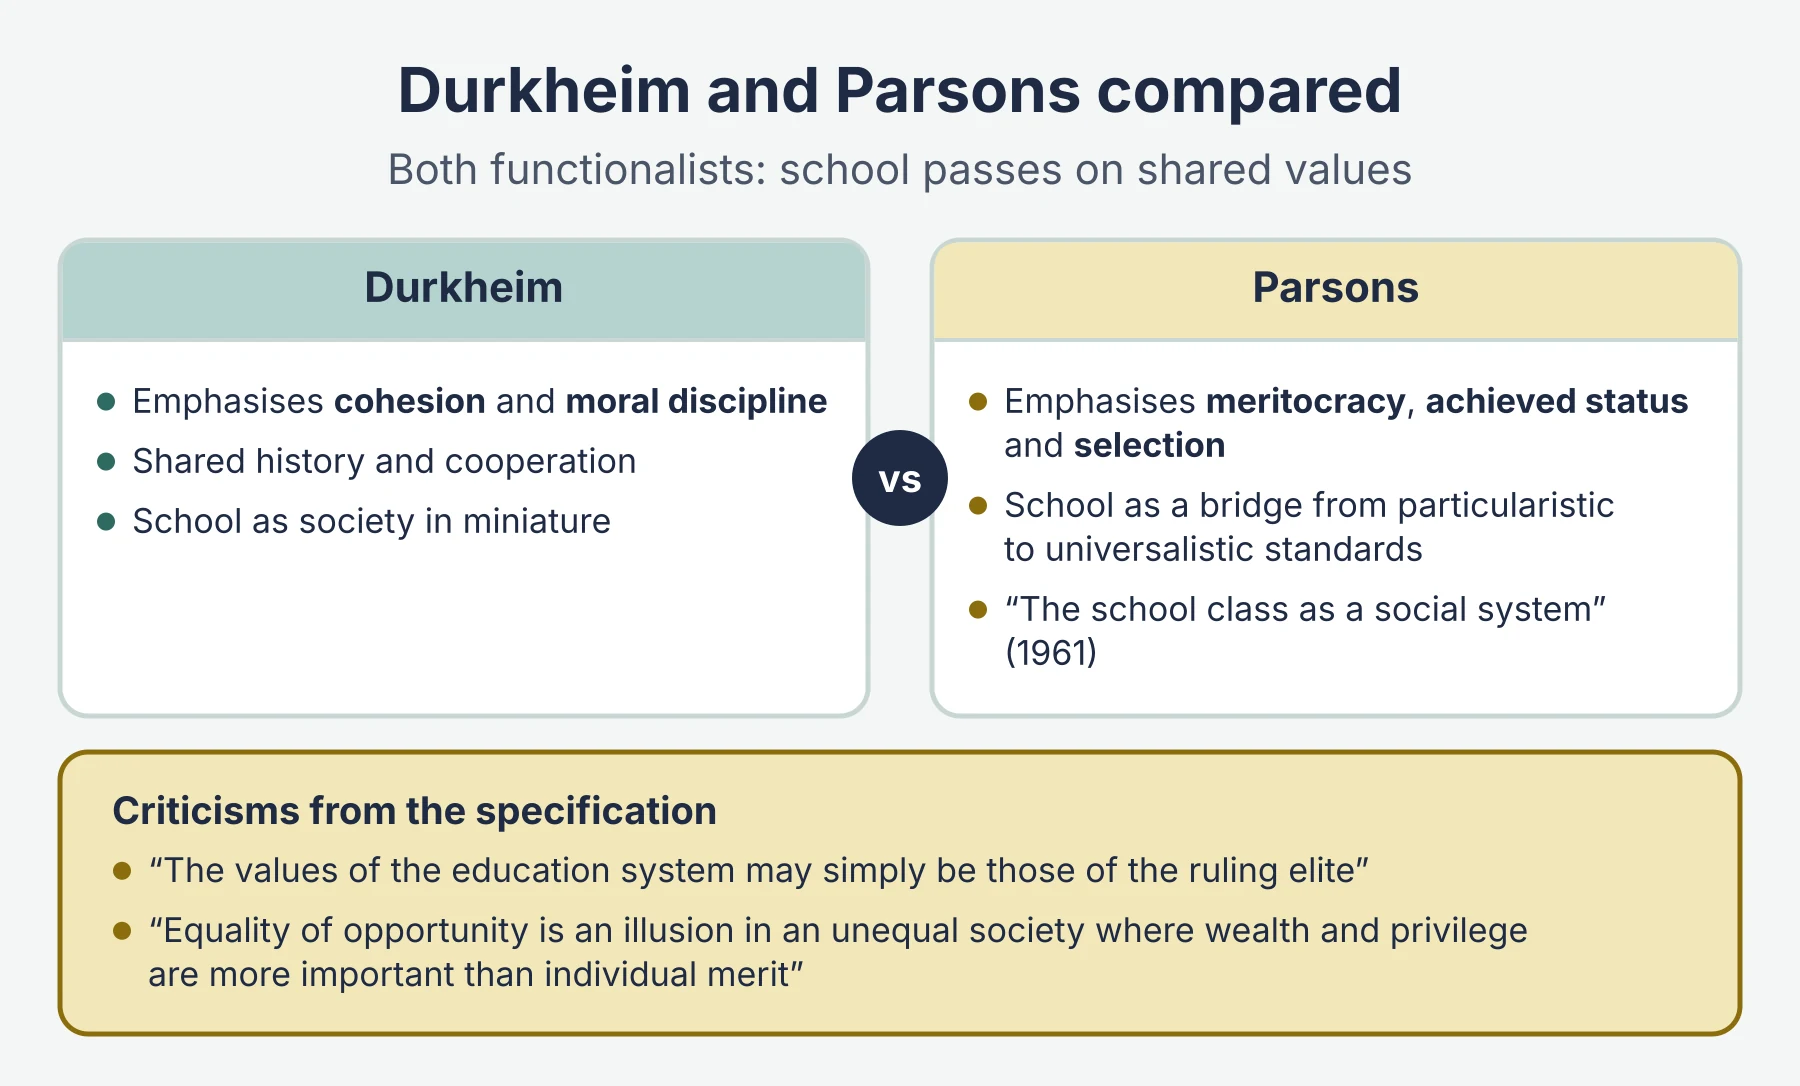 Durkheim and Parsons compared
Both functionalists: school passes on shared values
Durkheim
Emphasises cohesion and moral discipline
Shared history and cooperation
School as society in miniature
vs
Parsons
Emphasises meritocracy, achieved status
and selection
School as a bridge from particularistic
to universalistic standards
“The school class as a social system”
(1961)
Criticisms from the specification
“The values of the education system may simply be those of the ruling elite”
“Equality of opportunity is an illusion in an unequal society where wealth and privilege
are more important than individual merit”